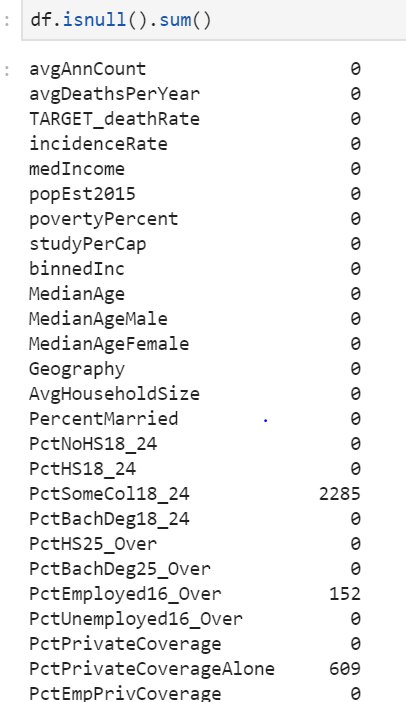 : df.isnull().sum()
: avgAnnCount 0
avgDeathsPerYear 0
TARGET_deathRate 0
incidenceRate 0
medIncome 0
popEst2015 0
povertyPercent 0
studyPerCap 0
binnedInc 0
MedianAge 0
MedianAgeMale 0
MedianAgeFemale 0
Geography 0
AvgHouseholdSize 0
PercentMarried 0
PctNoHS18_24 0
PctHS18_24 0
PctSomeCol18_24 2285
PctBachDeg18_24 0
PctHS25_Over 0
PctBachDeg25_Over 0
PctEmployed16_Over 152
PctUnemployed16_Over 0
PctPrivateCoverage 0
PctPrivateCoverageAlone 609
PctEmpPrivCoverage 0